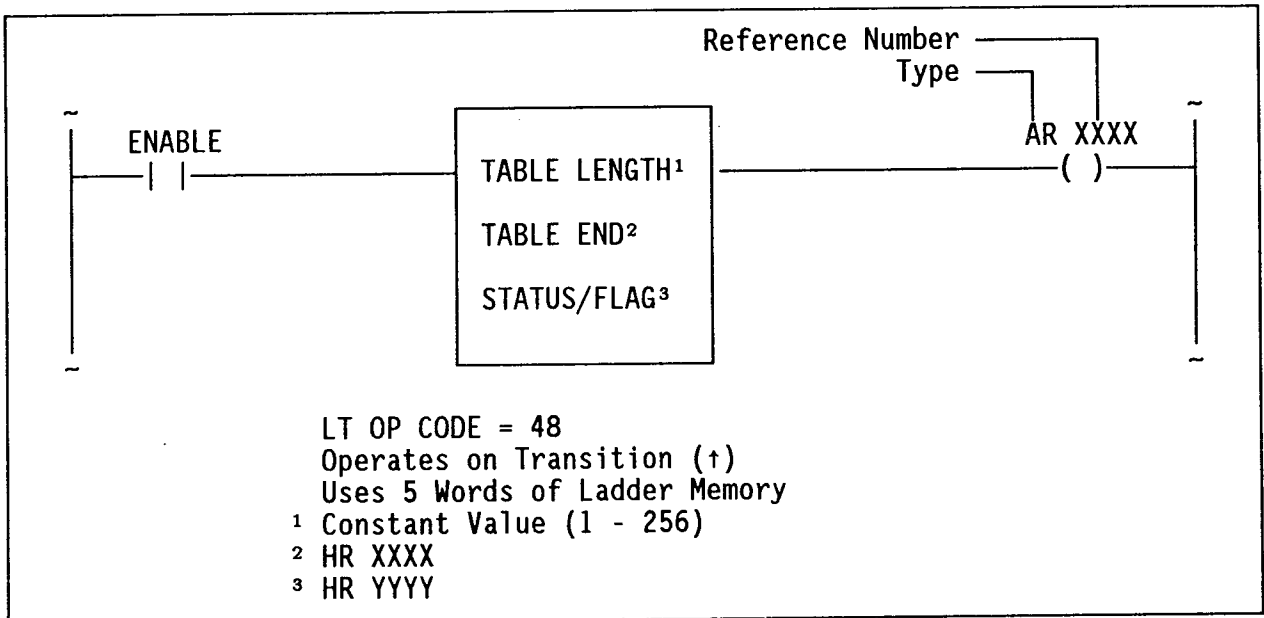 Reference Number
Type
AR XXXX
ENABLE
( )
TABLE LENGTH¹
TABLE END²
STATUS/FLAG³
LT OP CODE = 48
Operates on Transition (↑)
Uses 5 Words of Ladder Memory
¹ Constant Value (1 - 256)
² HR XXXX
³ HR YYYY